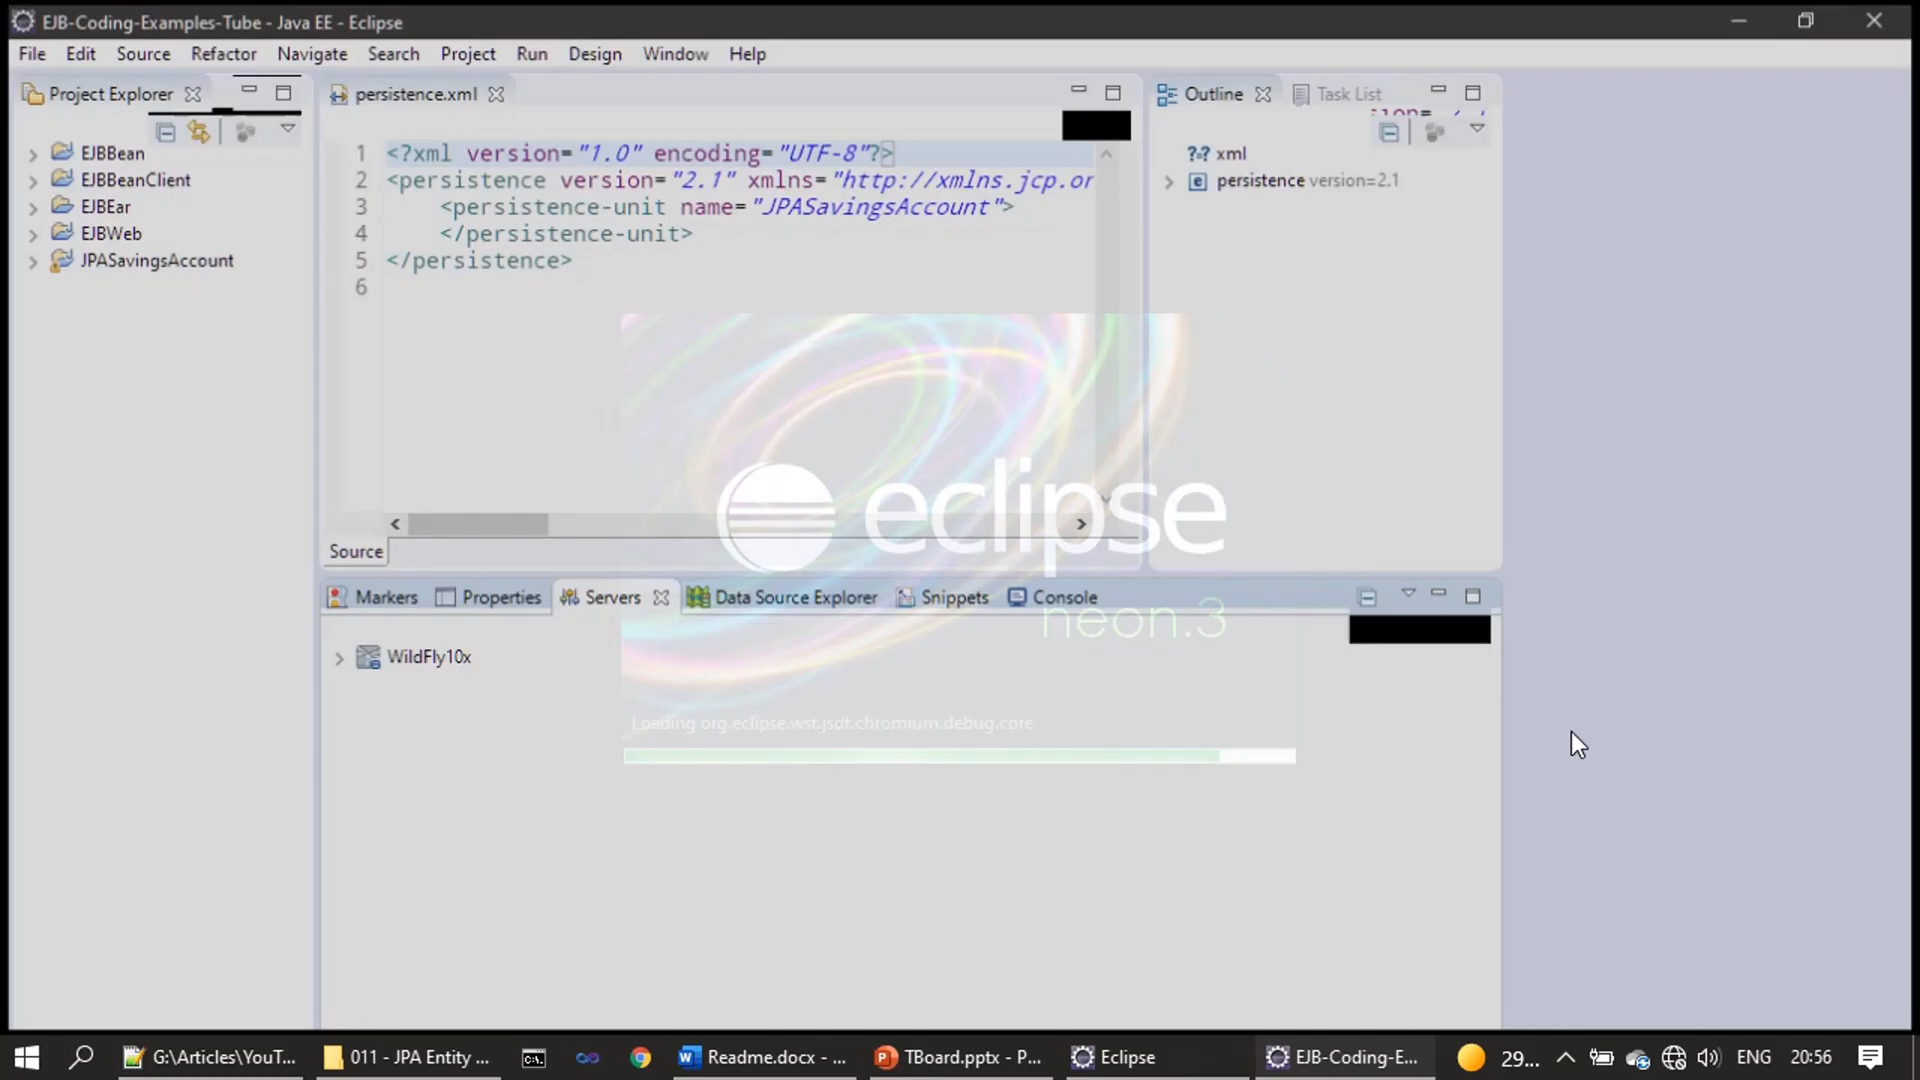 EJB-Coding-Examples-Tube - Java EE - Eclipse
File Edit Source Refactor Navigate Search Project Run Design Window Help
Project Explorer
EJBBean
EJBBeanClient
EJBEar
EJBWeb
JPASavingsAccount
persistence.xml
1 <?xml version="1.0" encoding="UTF-8"?>
2 <persistence version="2.1" xmlns="http://xmlns.jcp.or
3 <persistence-unit name="JPASavingsAccount">
4 </persistence-unit>
5 </persistence>
6
Source
Outline Task List
?-? xml
e persistence version=2.1
eclipse
neon.3
Loading org.eclipse.wst.jsdt.chromium.debug.core
Markers Properties Servers Data Source Explorer Snippets Console
WildFly10x
G:\Articles\YouT... 011 - JPA Entity ... Readme.docx - ... TBoard.pptx - P... Eclipse EJB-Coding-E... 29... ENG 20:56